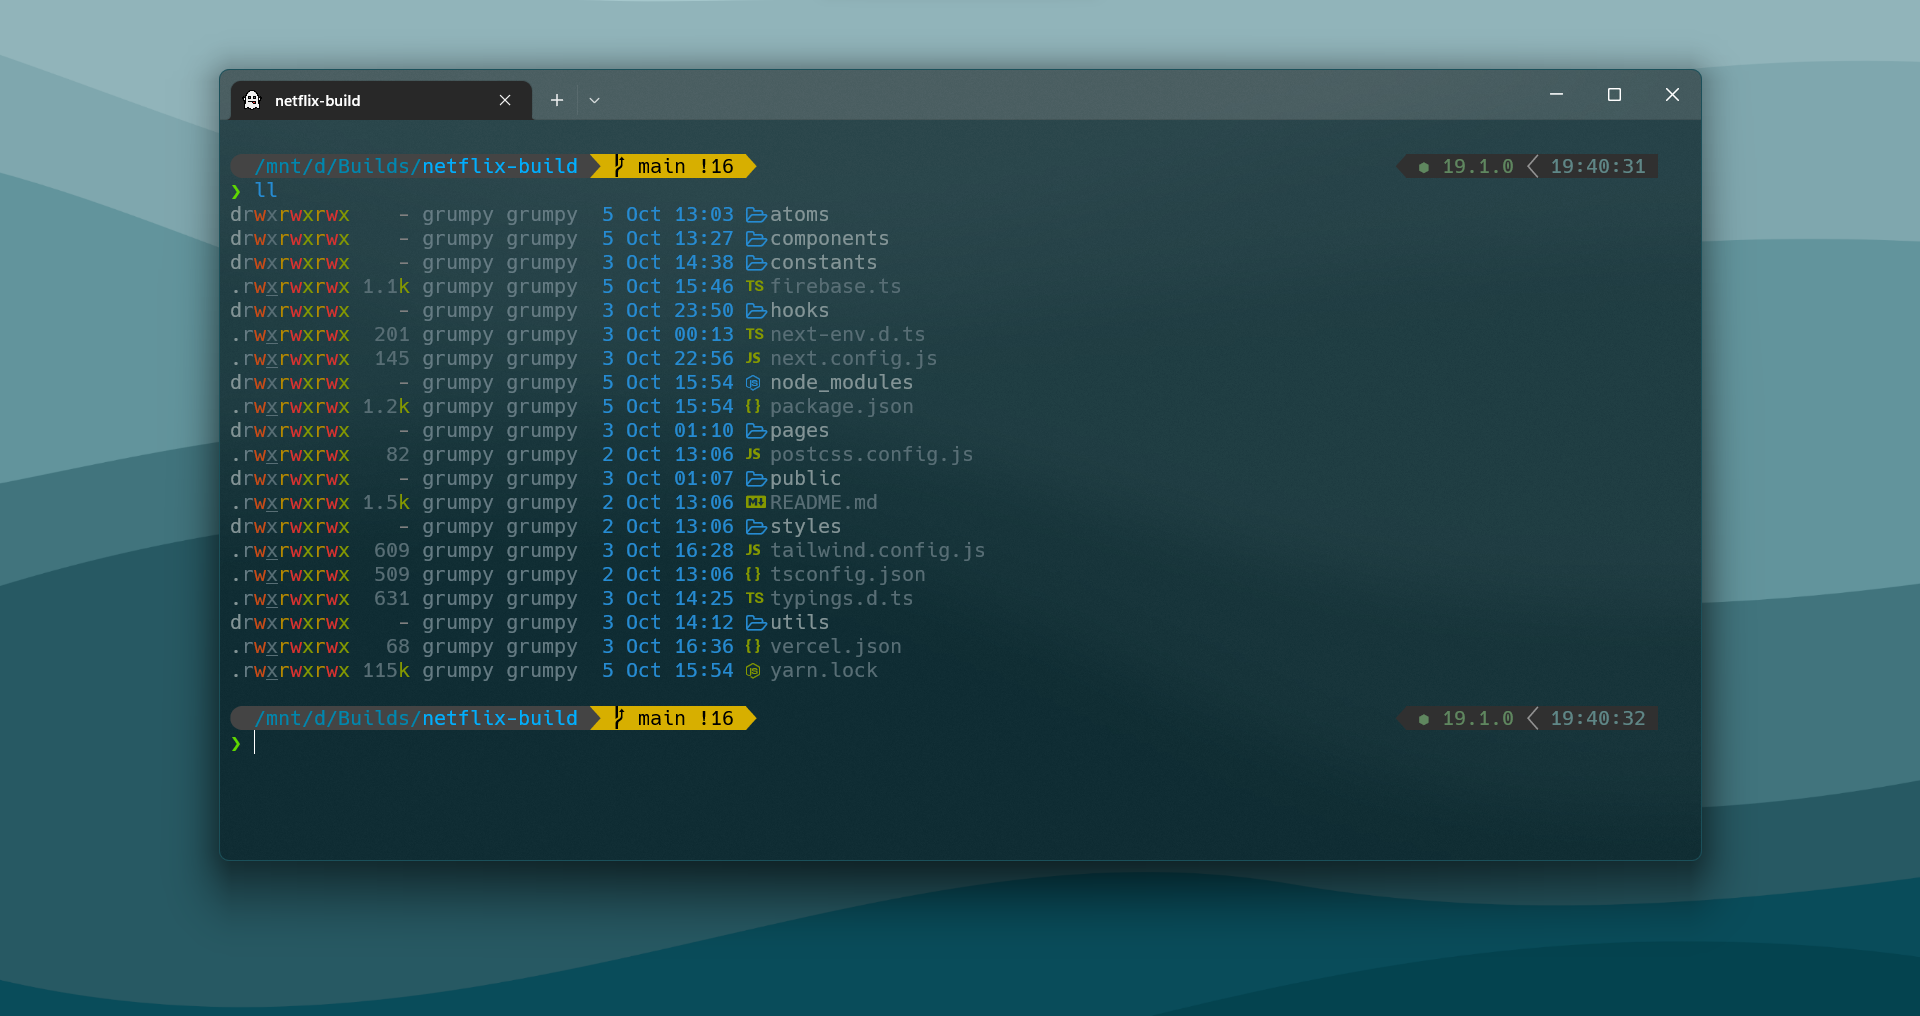 netflix-build
/mnt/d/Builds/netflix-build main !16 19.1.0 19:40:31
❯ ll
drwxrwxrwx - grumpy grumpy 5 Oct 13:03 atoms
drwxrwxrwx - grumpy grumpy 5 Oct 13:27 components
drwxrwxrwx - grumpy grumpy 3 Oct 14:38 constants
.rwxrwxrwx 1.1k grumpy grumpy 5 Oct 15:46 TS firebase.ts
drwxrwxrwx - grumpy grumpy 3 Oct 23:50 hooks
.rwxrwxrwx 201 grumpy grumpy 3 Oct 00:13 TS next-env.d.ts
.rwxrwxrwx 145 grumpy grumpy 3 Oct 22:56 JS next.config.js
drwxrwxrwx - grumpy grumpy 5 Oct 15:54 node_modules
.rwxrwxrwx 1.2k grumpy grumpy 5 Oct 15:54 {} package.json
drwxrwxrwx - grumpy grumpy 3 Oct 01:10 pages
.rwxrwxrwx 82 grumpy grumpy 2 Oct 13:06 JS postcss.config.js
drwxrwxrwx - grumpy grumpy 3 Oct 01:07 public
.rwxrwxrwx 1.5k grumpy grumpy 2 Oct 13:06 M↓ README.md
drwxrwxrwx - grumpy grumpy 2 Oct 13:06 styles
.rwxrwxrwx 609 grumpy grumpy 3 Oct 16:28 JS tailwind.config.js
.rwxrwxrwx 509 grumpy grumpy 2 Oct 13:06 {} tsconfig.json
.rwxrwxrwx 631 grumpy grumpy 3 Oct 14:25 TS typings.d.ts
drwxrwxrwx - grumpy grumpy 3 Oct 14:12 utils
.rwxrwxrwx 68 grumpy grumpy 3 Oct 16:36 {} vercel.json
.rwxrwxrwx 115k grumpy grumpy 5 Oct 15:54 yarn.lock
/mnt/d/Builds/netflix-build main !16 19.1.0 19:40:32
❯